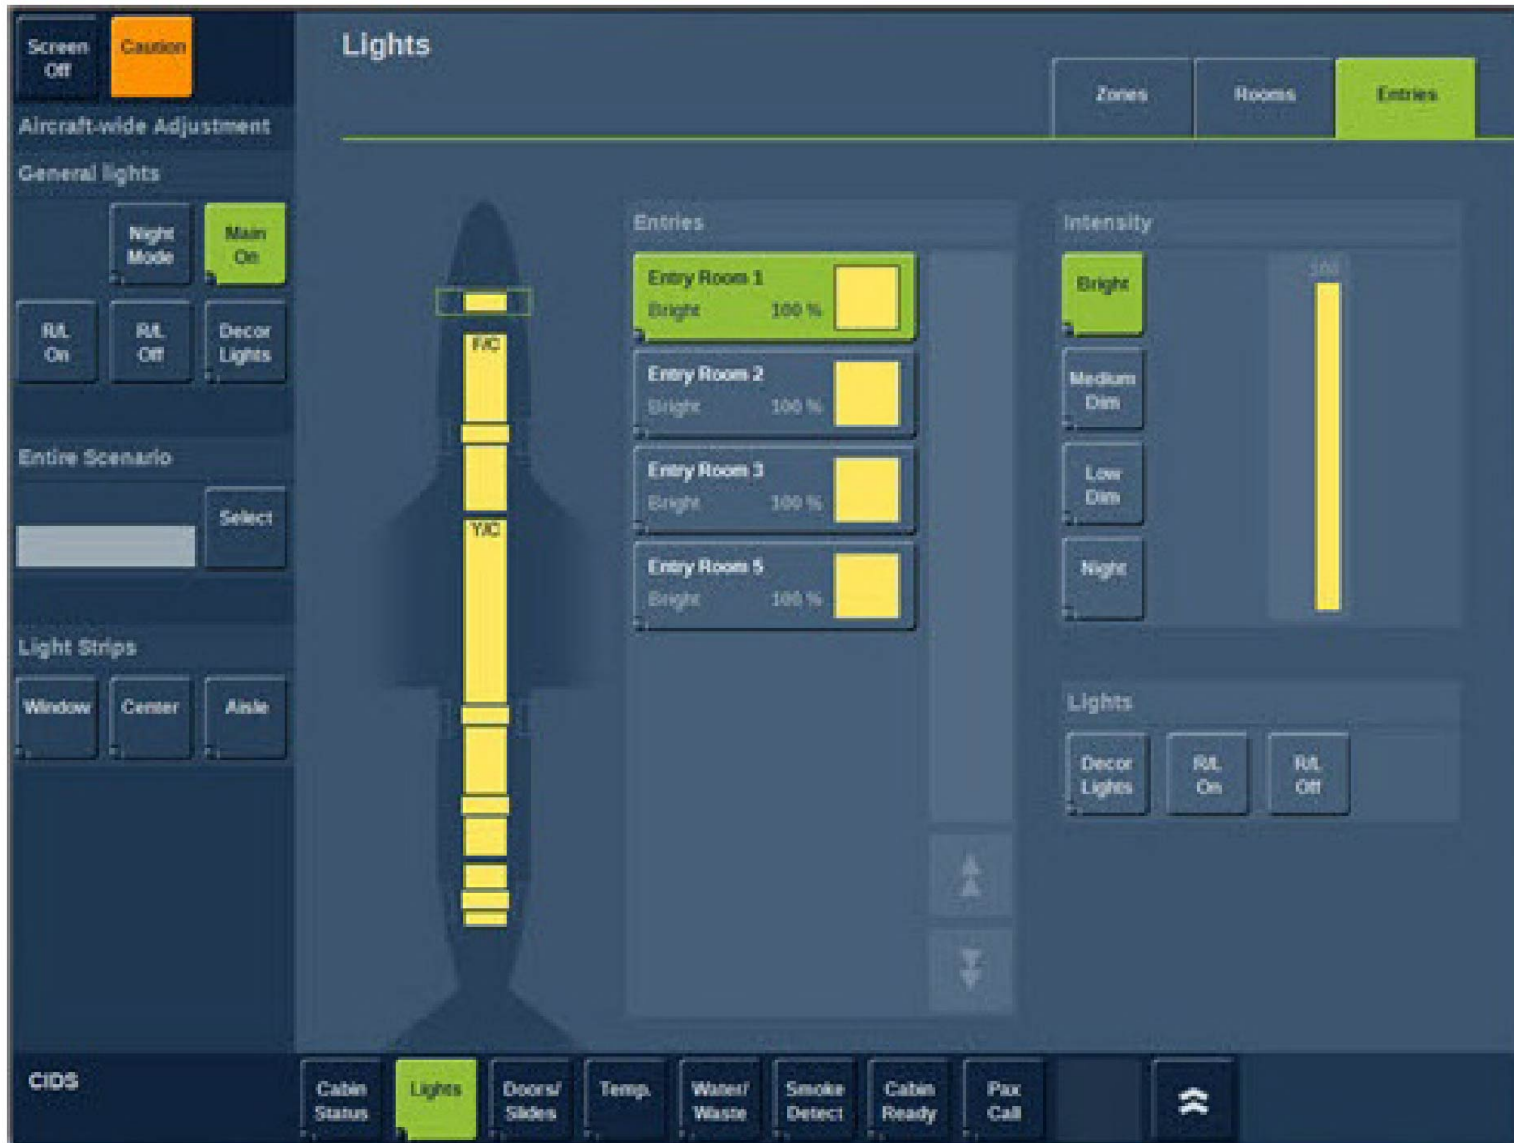 Screen
Off
Caution
Lights
Zones
Rooms
Entries
Aircraft-wide Adjustment
General lights
Night
Mode
Main
On
R/L
On
R/L
Off
Decor
Lights
Entire Scenario
Select
Light Strips
Window
Center
Aisle
F/C
Y/C
Entries
Entry Room 1
Bright 100 %
Entry Room 2
Bright 100 %
Entry Room 3
Bright 100 %
Entry Room 5
Bright 100 %
Intensity
Bright
100
Medium
Dim
Low
Dim
Night
Lights
Decor
Lights
R/L
On
R/L
Off
CIDS
Cabin
Status
Lights
Doors/
Slides
Temp.
Water/
Waste
Smoke
Detect
Cabin
Ready
Pax
Call